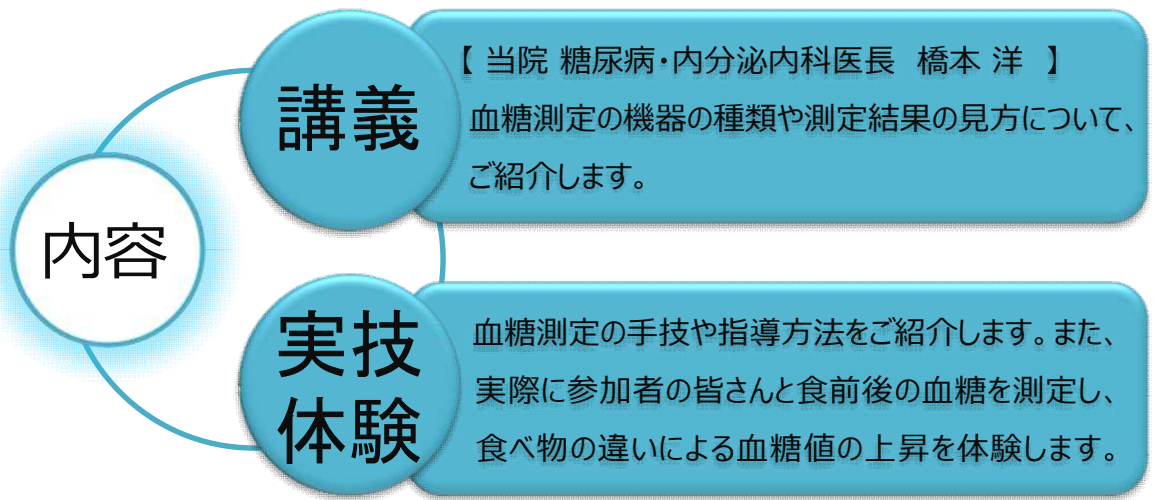 内容
講義
【 当院 糖尿病・内分泌内科医長 橋本 洋 】
血糖測定の機器の種類や測定結果の見方について、
ご紹介します。
実技
体験
血糖測定の手技や指導方法をご紹介します。また、
実際に参加者の皆さんと食前後の血糖を測定し、
食べ物の違いによる血糖値の上昇を体験します。